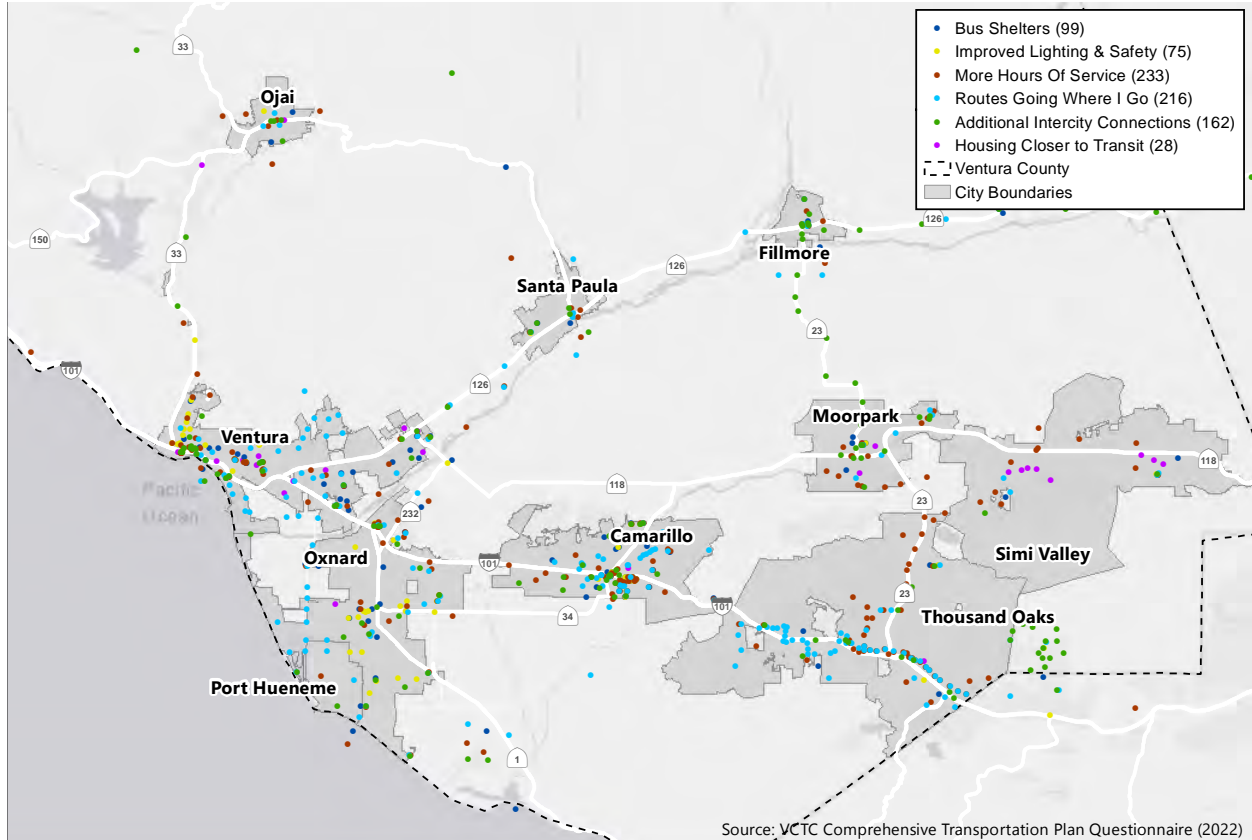 Bus Shelters (99)
Improved Lighting & Safety (75)
More Hours Of Service (233)
Routes Going Where I Go (216)
Additional Intercity Connections (162)
Housing Closer to Transit (28)
Ventura County
City Boundaries
33
Ojai
150
33
126
126
Fillmore
Santa Paula
23
101
126
Moorpark
Ventura
118
118
Pacific
Ocean
232
23
Camarillo
Oxnard
Simi Valley
101
34
101
23
Thousand Oaks
Port Hueneme
1
Source: VCTC Comprehensive Transportation Plan Questionnaire (2022)